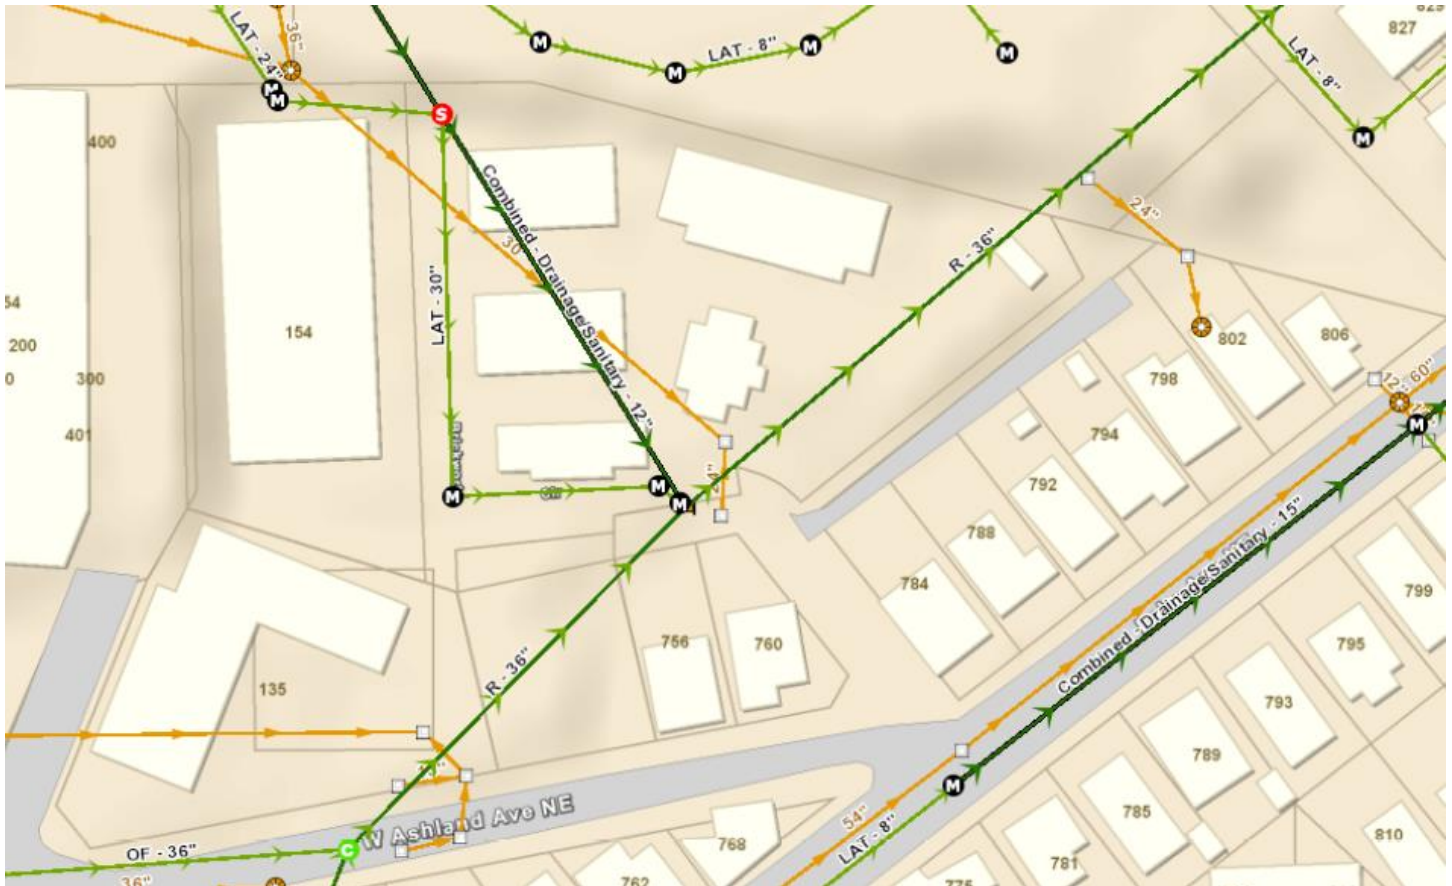 829
827
LAT - 24"
36"
M
LAT - 8"
M
M
M
LAT - 8"
M
M
M
S
400
Combined - Drainage/Sanitary - 12"
24"
30
R - 36"
LAT - 30"
54
154
200
802
806
0
300
798
12"
60"
M
401
794
24"
792
M
M
M
788
784
799
Combined - Drainage/Sanitary - 15"
756
760
795
R - 36"
135
793
789
M
785
W Ashland Ave NE
54"
LAT - 8"
768
810
C
OF - 36"
781
36"
762
775